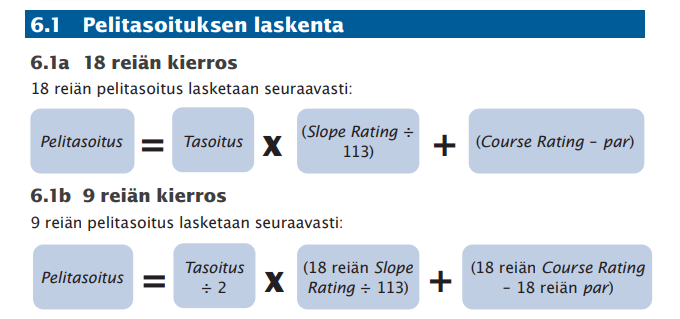 6.1 Pelitasoituksen laskenta
6.1a 18 reiän kierros
18 reiän pelitasoitus lasketaan seuraavasti:
Pelitasoitus = Tasoitus x (Slope Rating ÷
113) + (Course Rating – par)
6.1b 9 reiän kierros
9 reiän pelitasoitus lasketaan seuraavasti:
Pelitasoitus = Tasoitus
÷ 2 x (18 reiän Slope
Rating ÷ 113) + (18 reiän Course Rating
– 18 reiän par)